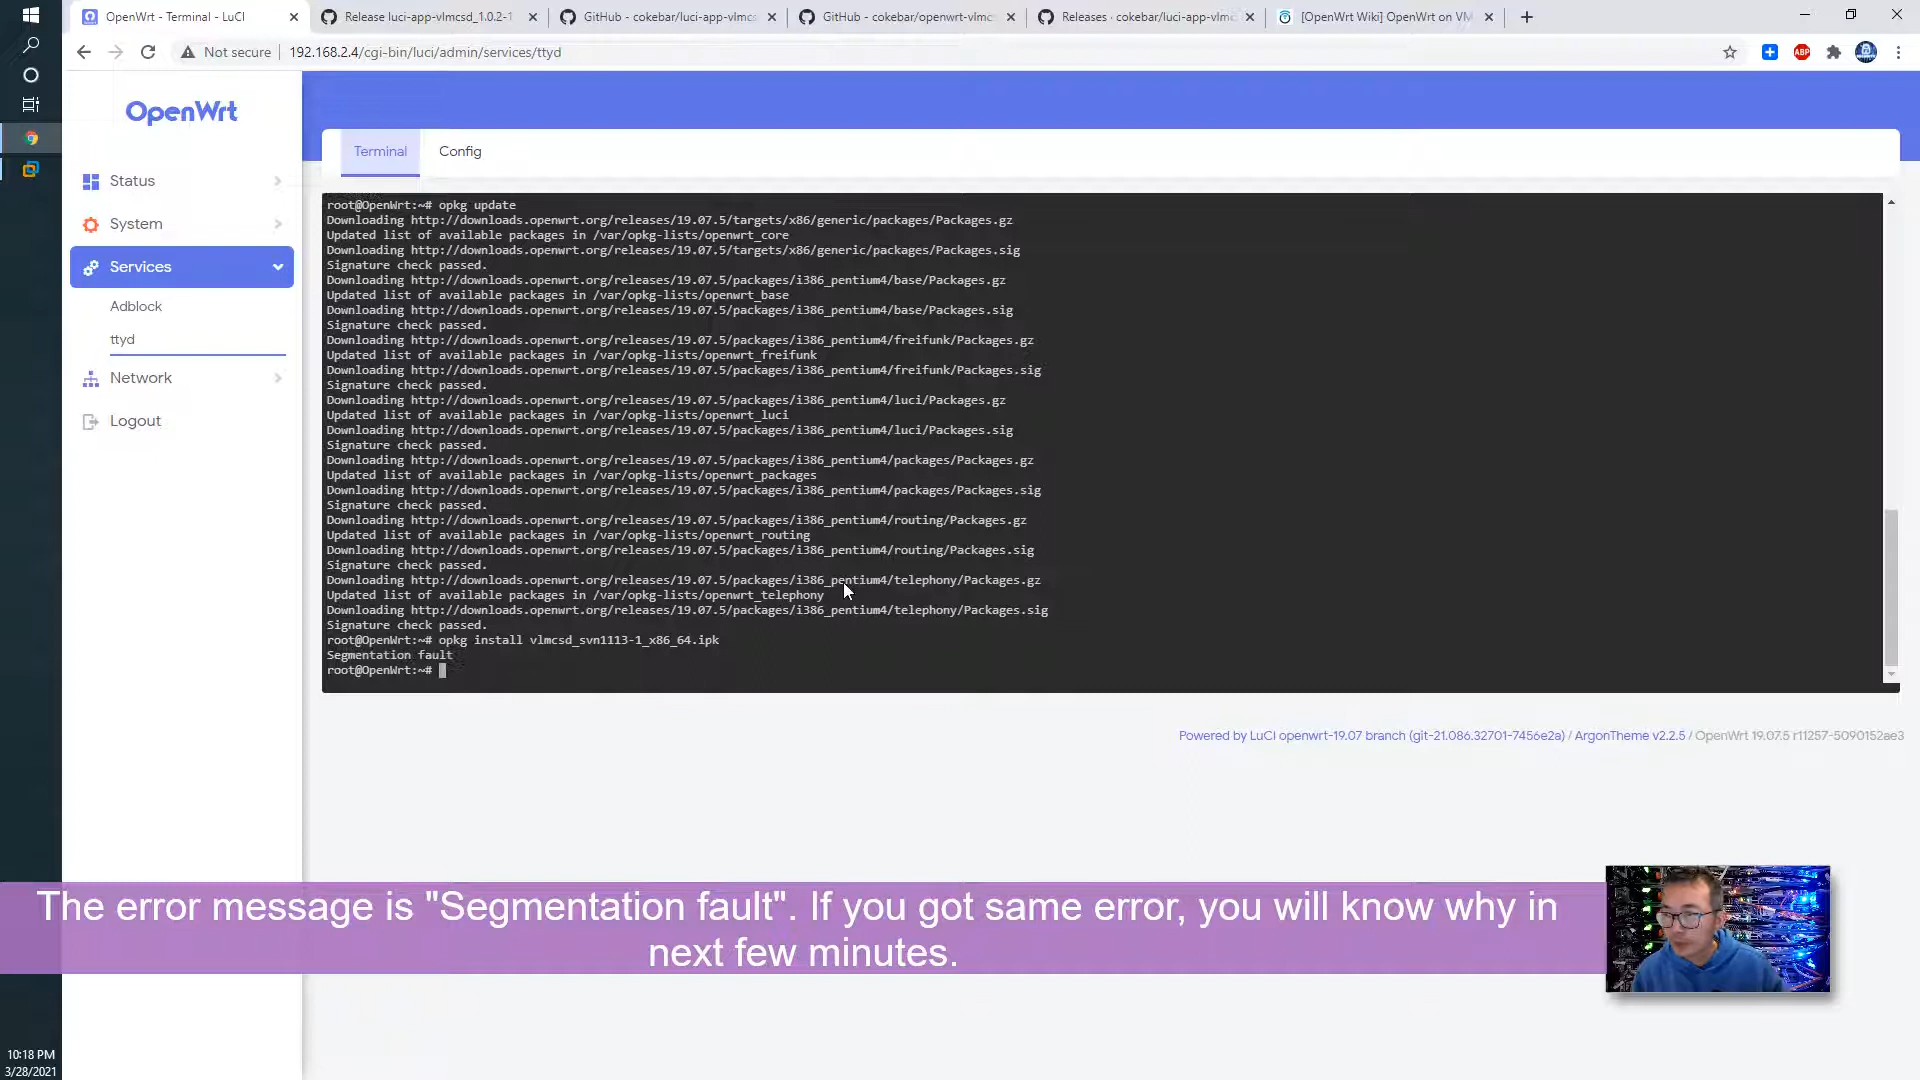 OpenWrt - Terminal - LuCI
Release luci-app-vlmcsd_1.0.2-1
GitHub - cokebar/luci-app-vlmcs
GitHub - cokebar/openwrt-vlmcs
Releases · cokebar/luci-app-vlmc
[OpenWrt Wiki] OpenWrt on VM
Not secure
192.168.2.4/cgi-bin/luci/admin/services/ttyd
ABP
OpenWrt
Status
System
Services
Adblock
ttyd
Network
Logout
Terminal
Config
root@OpenWrt:~# opkg update
Downloading http://downloads.openwrt.org/releases/19.07.5/targets/x86/generic/packages/Packages.gz
Updated list of available packages in /var/opkg-lists/openwrt_core
Downloading http://downloads.openwrt.org/releases/19.07.5/targets/x86/generic/packages/Packages.sig
Signature check passed.
Downloading http://downloads.openwrt.org/releases/19.07.5/packages/i386_pentium4/base/Packages.gz
Updated list of available packages in /var/opkg-lists/openwrt_base
Downloading http://downloads.openwrt.org/releases/19.07.5/packages/i386_pentium4/base/Packages.sig
Signature check passed.
Downloading http://downloads.openwrt.org/releases/19.07.5/packages/i386_pentium4/freifunk/Packages.gz
Updated list of available packages in /var/opkg-lists/openwrt_freifunk
Downloading http://downloads.openwrt.org/releases/19.07.5/packages/i386_pentium4/freifunk/Packages.sig
Signature check passed.
Downloading http://downloads.openwrt.org/releases/19.07.5/packages/i386_pentium4/luci/Packages.gz
Updated list of available packages in /var/opkg-lists/openwrt_luci
Downloading http://downloads.openwrt.org/releases/19.07.5/packages/i386_pentium4/luci/Packages.sig
Signature check passed.
Downloading http://downloads.openwrt.org/releases/19.07.5/packages/i386_pentium4/packages/Packages.gz
Updated list of available packages in /var/opkg-lists/openwrt_packages
Downloading http://downloads.openwrt.org/releases/19.07.5/packages/i386_pentium4/packages/Packages.sig
Signature check passed.
Downloading http://downloads.openwrt.org/releases/19.07.5/packages/i386_pentium4/routing/Packages.gz
Updated list of available packages in /var/opkg-lists/openwrt_routing
Downloading http://downloads.openwrt.org/releases/19.07.5/packages/i386_pentium4/routing/Packages.sig
Signature check passed.
Downloading http://downloads.openwrt.org/releases/19.07.5/packages/i386_pentium4/telephony/Packages.gz
Updated list of available packages in /var/opkg-lists/openwrt_telephony
Downloading http://downloads.openwrt.org/releases/19.07.5/packages/i386_pentium4/telephony/Packages.sig
Signature check passed.
root@OpenWrt:~# opkg install vlmcsd_svn1113-1_x86_64.ipk
Segmentation fault
root@OpenWrt:~#
Powered by LuCI openwrt-19.07 branch (git-21.086.32701-7456e2a) / ArgonTheme v2.2.5 / OpenWrt 19.07.5 r11257-5090152ae3
The error message is "Segmentation fault". If you got same error, you will know why in
next few minutes.
10:18 PM
3/28/2021